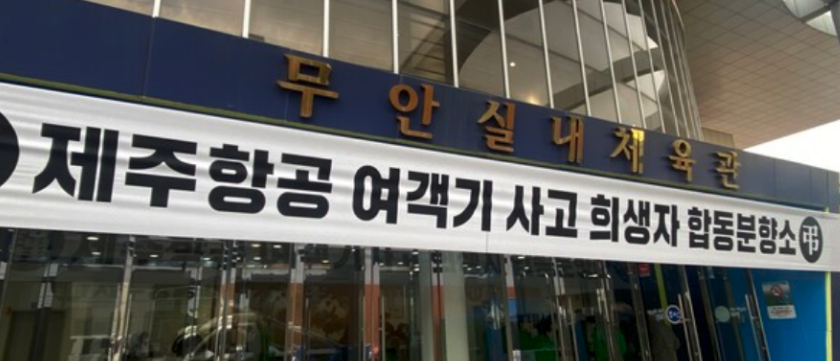 무안실내체육관
제주항공 여객기 사고 희생자 합동분향소